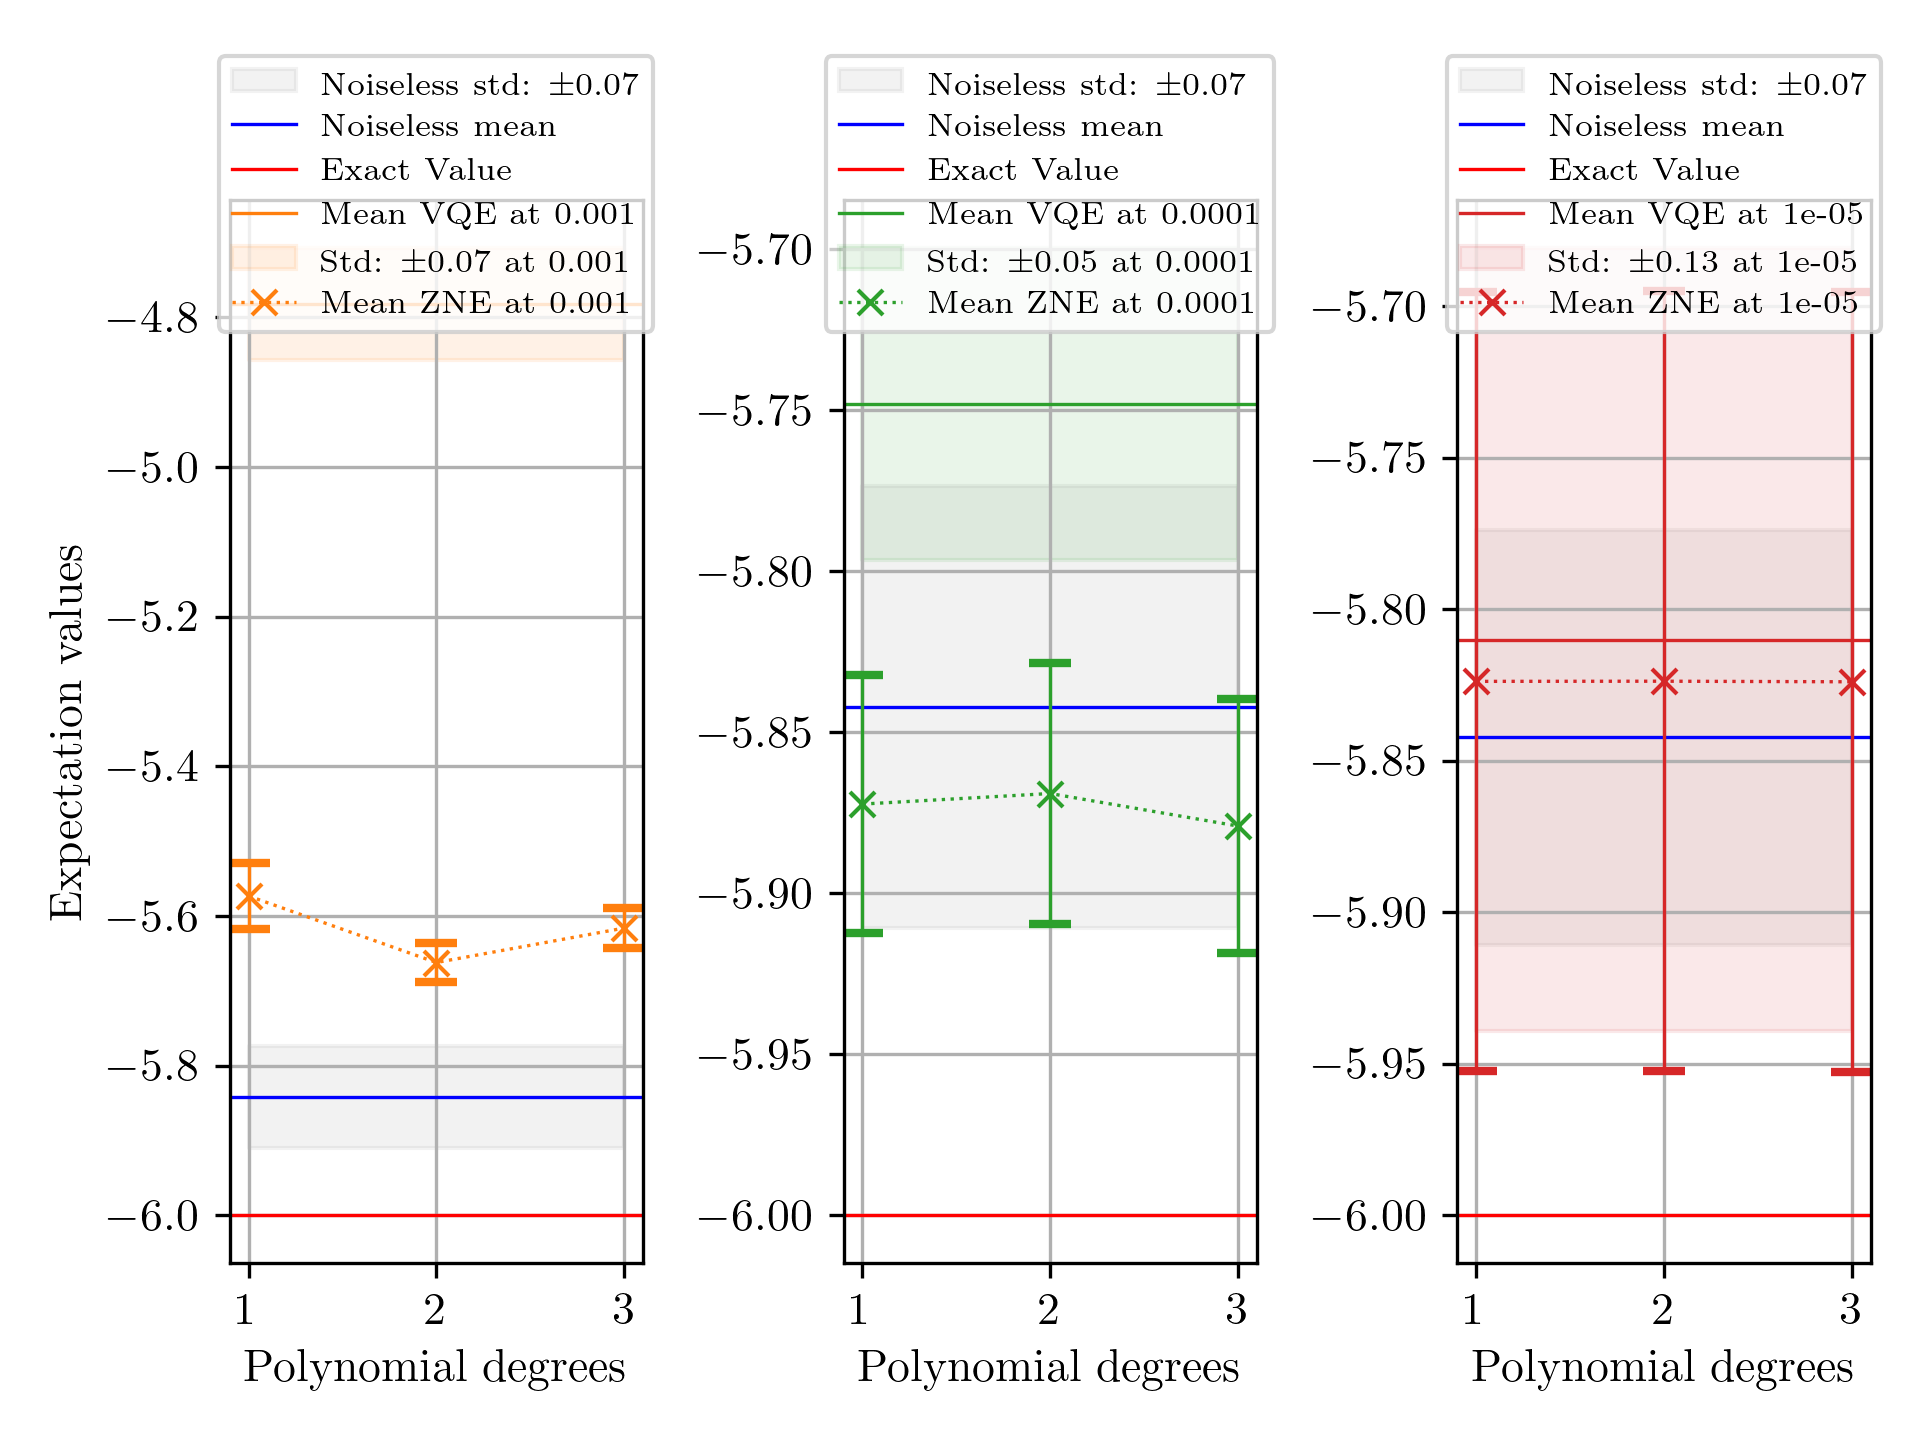 Noiseless std: ±0.07
Noiseless mean
Exact Value
Mean VQE at 0.001
Std: ±0.07 at 0.001
Mean ZNE at 0.001
−4.8
−5.0
−5.2
−5.4
−5.6
−5.8
−6.0
Expectation values
1 2 3
Polynomial degrees
Noiseless std: ±0.07
Noiseless mean
Exact Value
Mean VQE at 0.0001
Std: ±0.05 at 0.0001
Mean ZNE at 0.0001
−5.70
−5.75
−5.80
−5.85
−5.90
−5.95
−6.00
1 2 3
Polynomial degrees
Noiseless std: ±0.07
Noiseless mean
Exact Value
Mean VQE at 1e-05
Std: ±0.13 at 1e-05
Mean ZNE at 1e-05
−5.70
−5.75
−5.80
−5.85
−5.90
−5.95
−6.00
1 2 3
Polynomial degrees